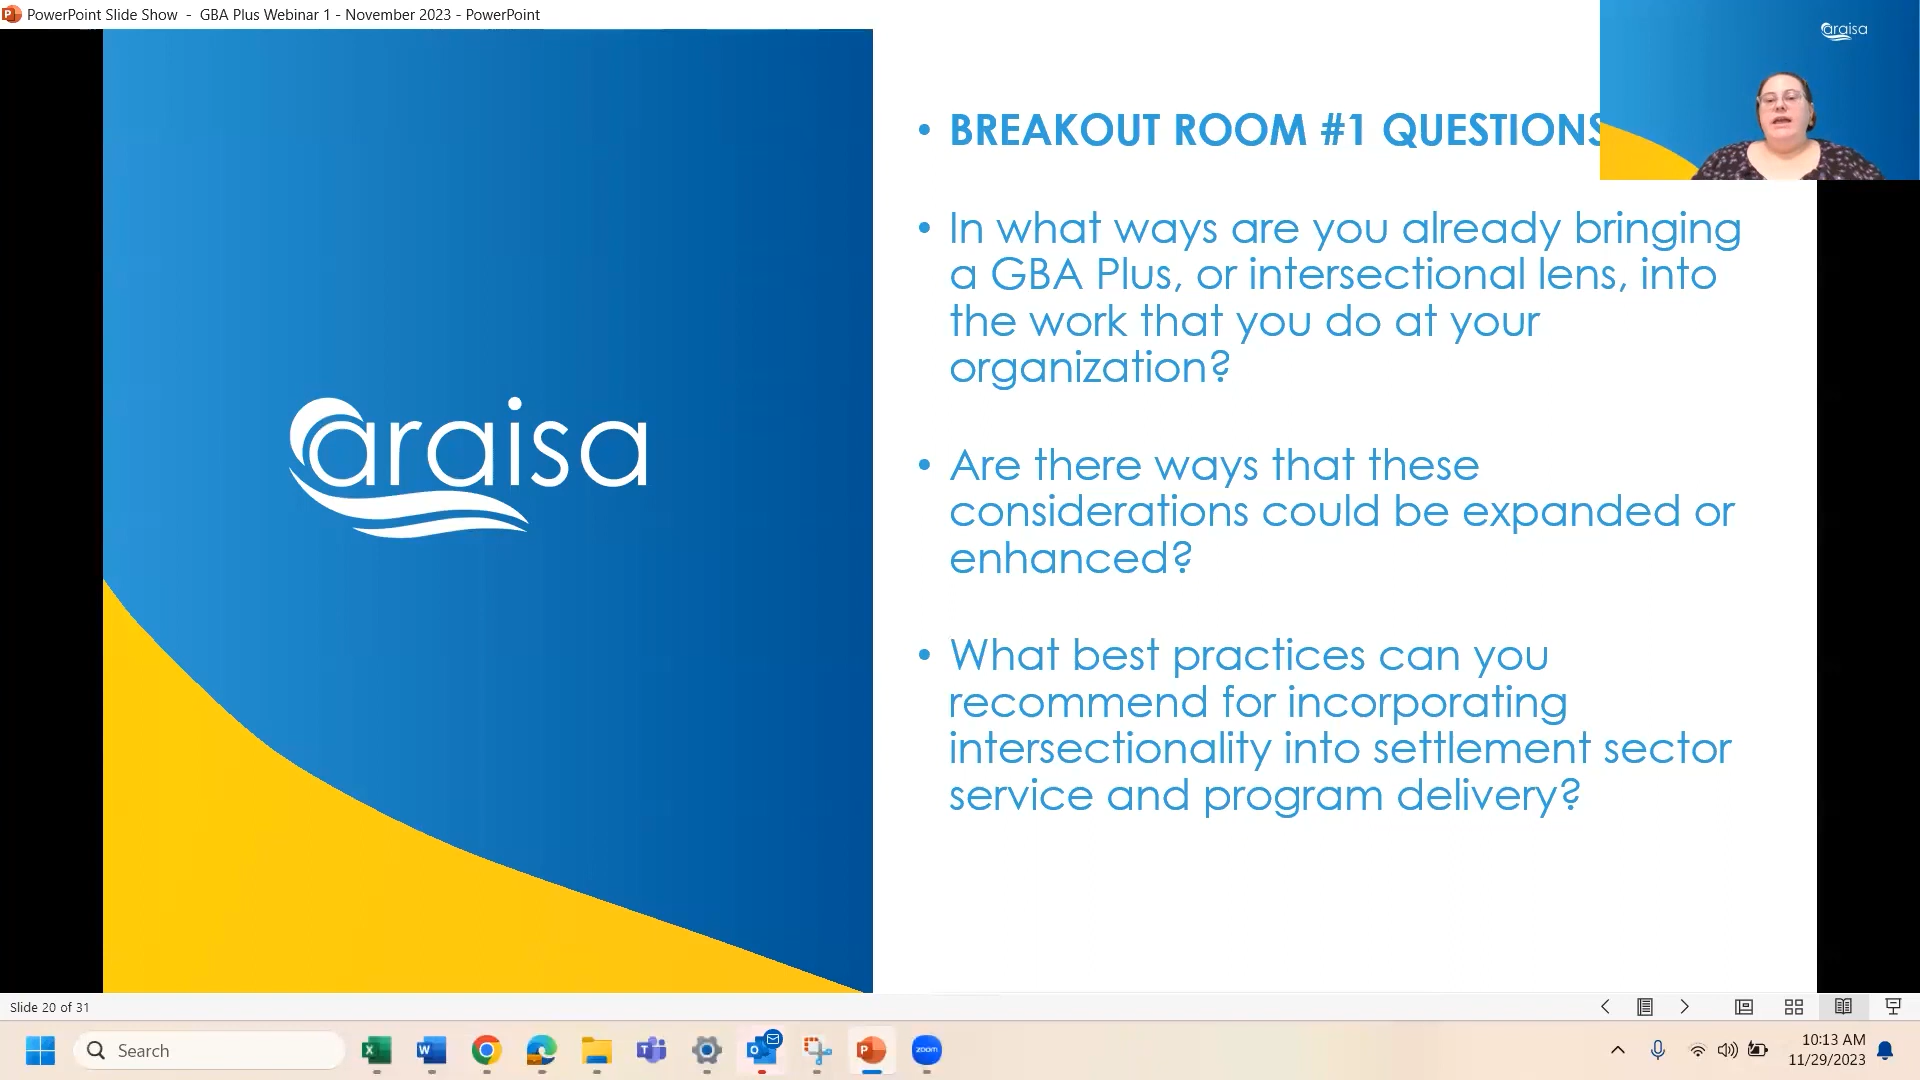 PowerPoint Slide Show - GBA Plus Webinar 1 - November 2023 - PowerPoint
araisa
araisa
• BREAKOUT ROOM #1 QUESTIONS
• In what ways are you already bringing
a GBA Plus, or intersectional lens, into
the work that you do at your
organization?
• Are there ways that these
considerations could be expanded or
enhanced?
• What best practices can you
recommend for incorporating
intersectionality into settlement sector
service and program delivery?
Slide 20 of 31
Search
zoom
10:13 AM
11/29/2023